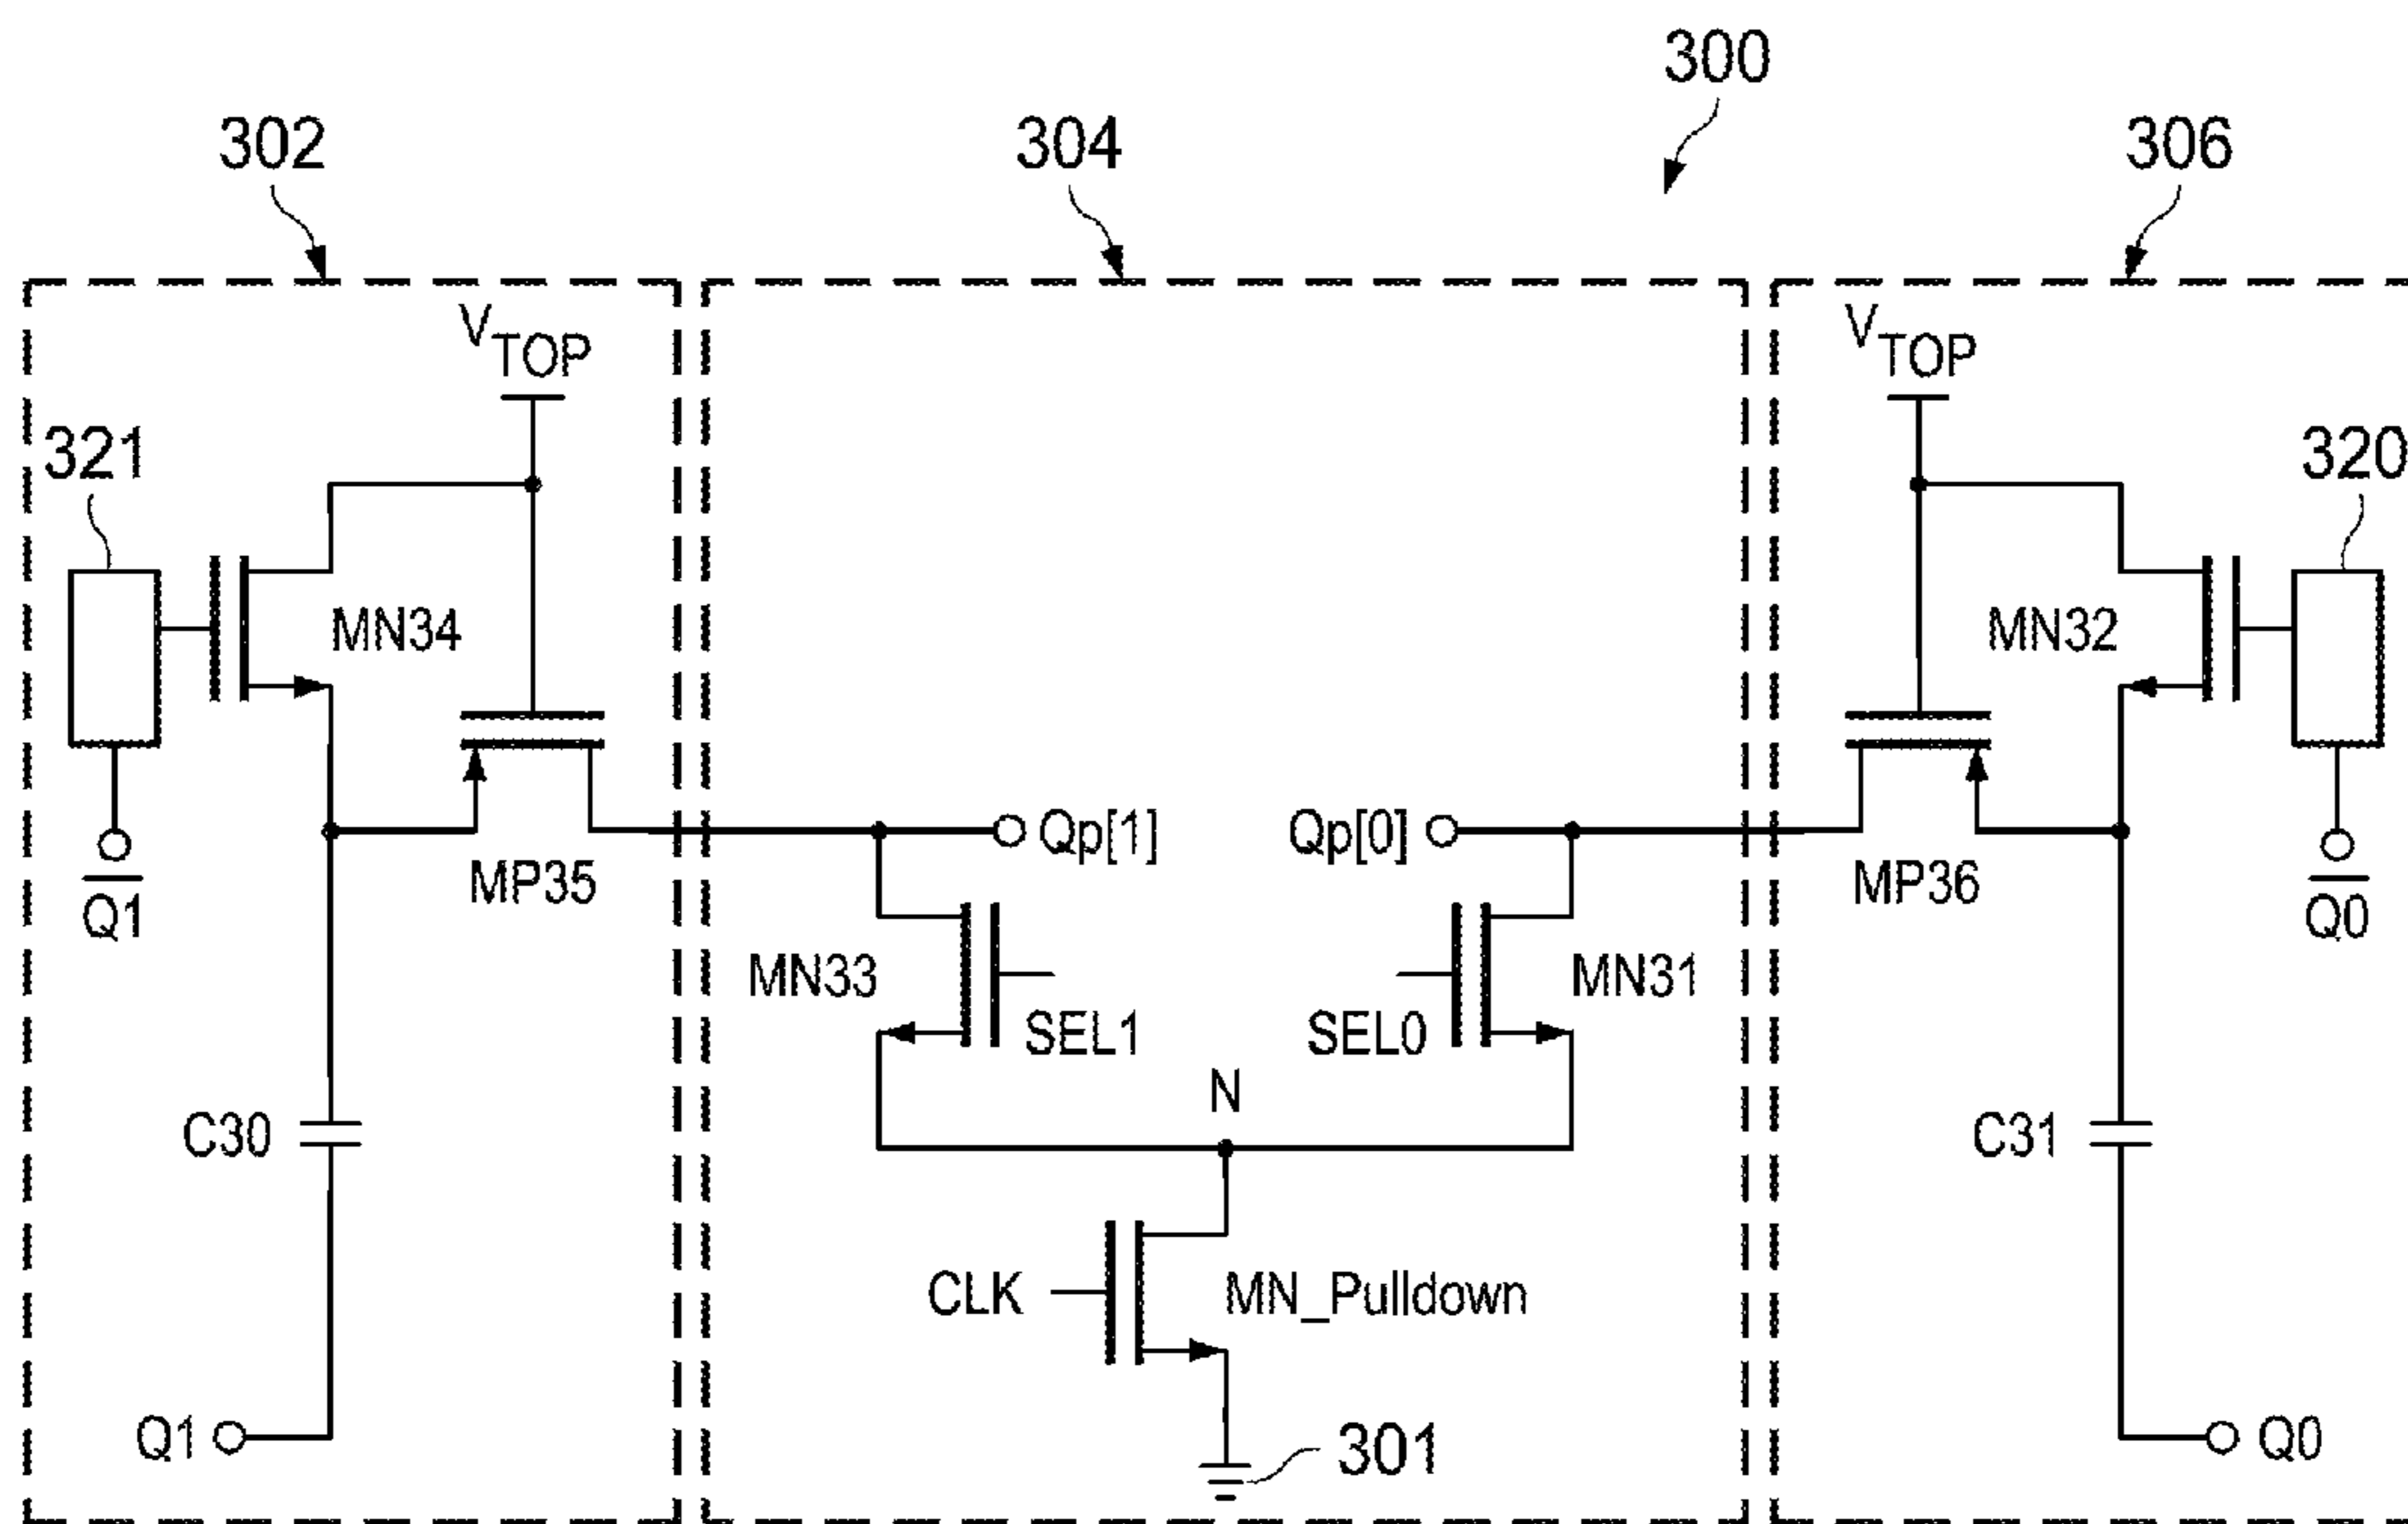 300
302
304
306
VTOP
VTOP
321
320
MN34
MN32
Q1
MP35
Qp[1]
Qp[0]
MP36
Q0
MN33
SEL1
SEL0
MN31
N
C30
C31
CLK
MN_Pulldown
Q1
301
Q0